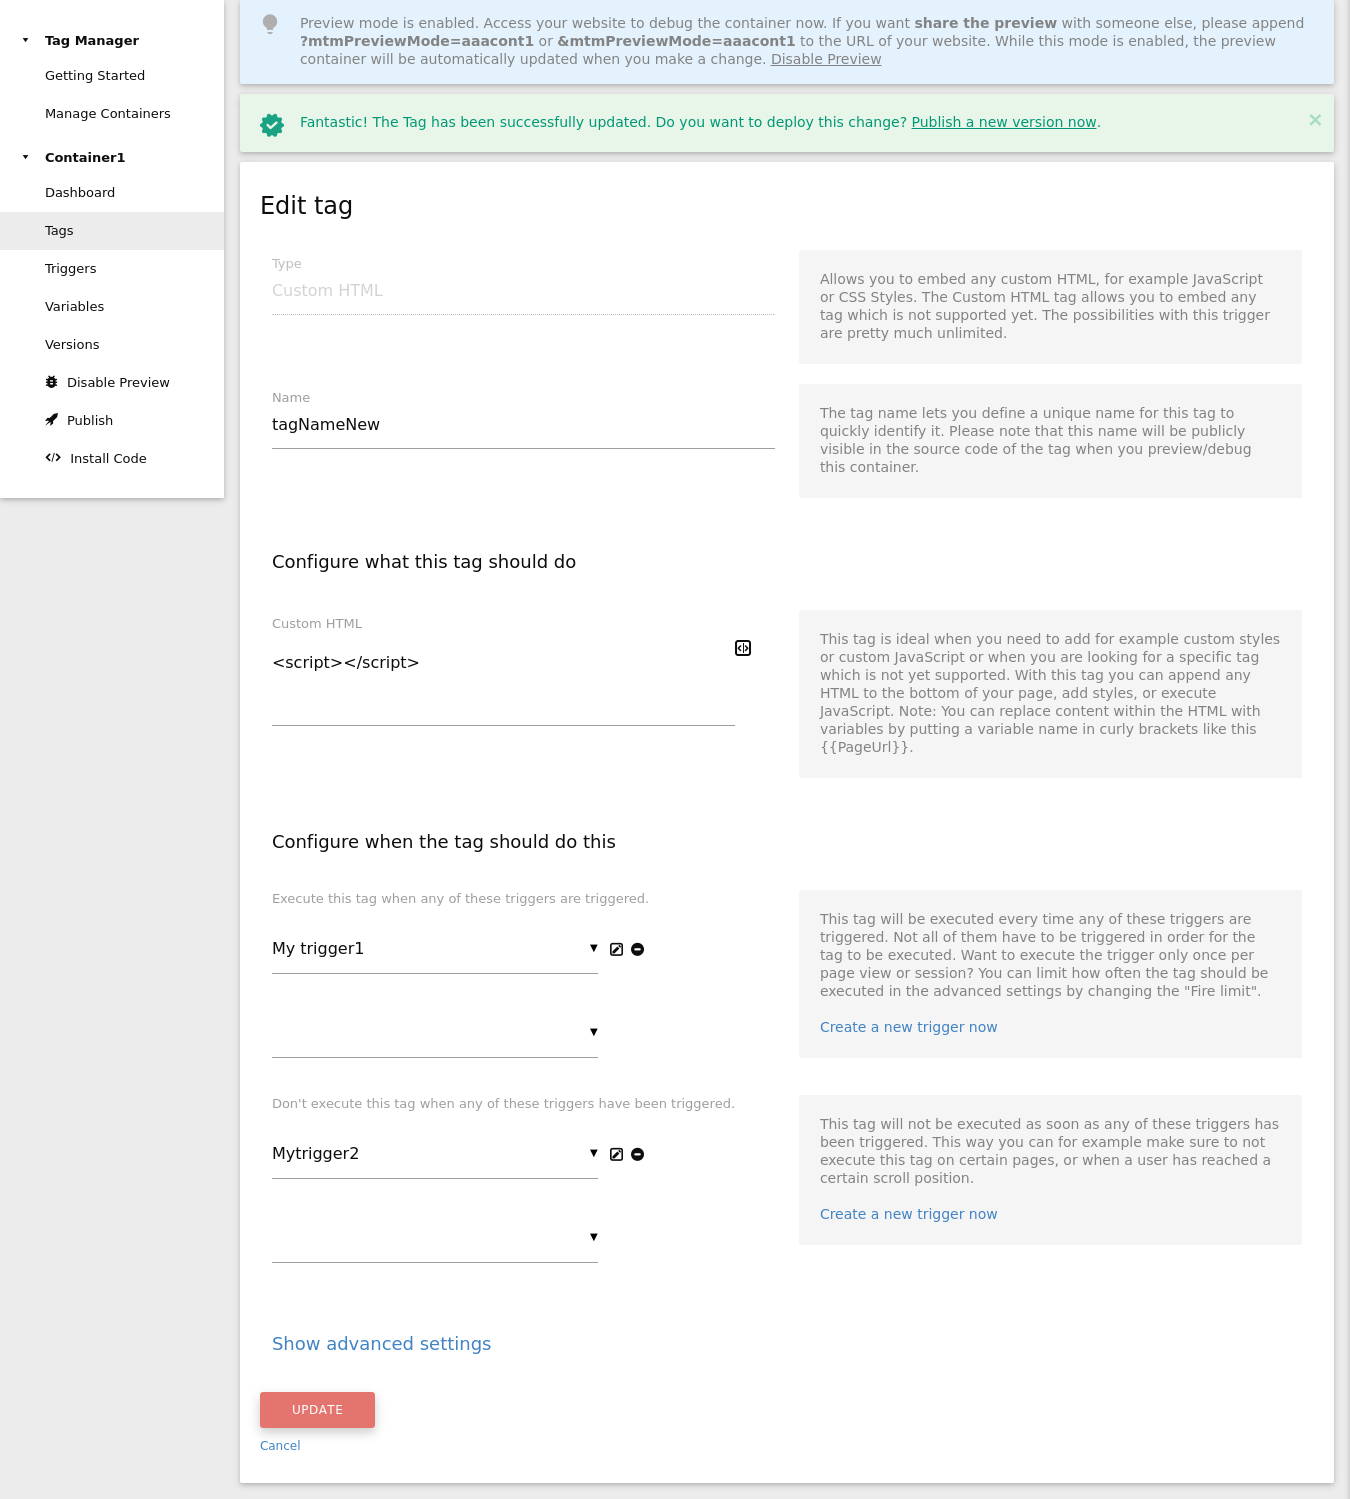 Tag Manager
Getting Started
Manage Containers
Container1
Dashboard
Tags
Triggers
Variables
Versions
Disable Preview
Publish
Install Code
Preview mode is enabled. Access your website to debug the container now. If you want share the preview with someone else, please append
?mtmPreviewMode=aaacont1 or &mtmPreviewMode=aaacont1 to the URL of your website. While this mode is enabled, the preview
container will be automatically updated when you make a change. Disable Preview
Fantastic! The Tag has been successfully updated. Do you want to deploy this change? Publish a new version now.
Edit tag
Type
Custom HTML
Allows you to embed any custom HTML, for example JavaScript
or CSS Styles. The Custom HTML tag allows you to embed any
tag which is not supported yet. The possibilities with this trigger
are pretty much unlimited.
Name
tagNameNew
The tag name lets you define a unique name for this tag to
quickly identify it. Please note that this name will be publicly
visible in the source code of the tag when you preview/debug
this container.
Configure what this tag should do
Custom HTML
<script></script>
This tag is ideal when you need to add for example custom styles
or custom JavaScript or when you are looking for a specific tag
which is not yet supported. With this tag you can append any
HTML to the bottom of your page, add styles, or execute
JavaScript. Note: You can replace content within the HTML with
variables by putting a variable name in curly brackets like this
{{PageUrl}}.
Configure when the tag should do this
Execute this tag when any of these triggers are triggered.
My trigger1
This tag will be executed every time any of these triggers are
triggered. Not all of them have to be triggered in order for the
tag to be executed. Want to execute the trigger only once per
page view or session? You can limit how often the tag should be
executed in the advanced settings by changing the "Fire limit".
Create a new trigger now
Don't execute this tag when any of these triggers have been triggered.
Mytrigger2
This tag will not be executed as soon as any of these triggers has
been triggered. This way you can for example make sure to not
execute this tag on certain pages, or when a user has reached a
certain scroll position.
Create a new trigger now
Show advanced settings
UPDATE
Cancel